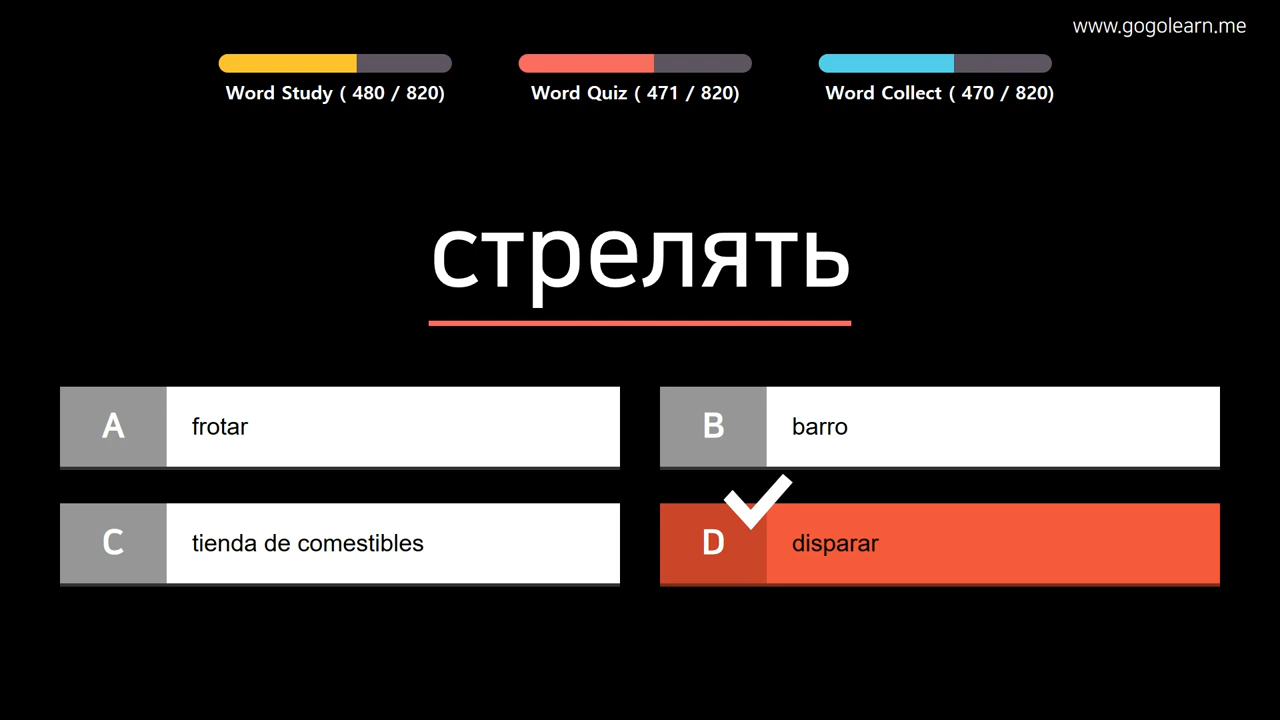 www.gogolearn.me
Word Study ( 480 / 820)
Word Quiz ( 471 / 820)
Word Collect ( 470 / 820)
стрелять
A frotar
B barro
C tienda de comestibles
D disparar